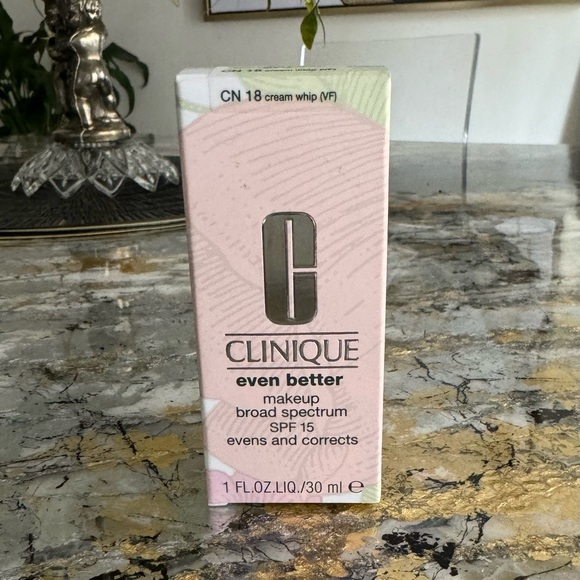 CN 18 cream whip (VF)
C
CLINIQUE
even better
makeup
broad spectrum
SPF 15
evens and corrects
1 FL.OZ.LIQ./30 ml ℮